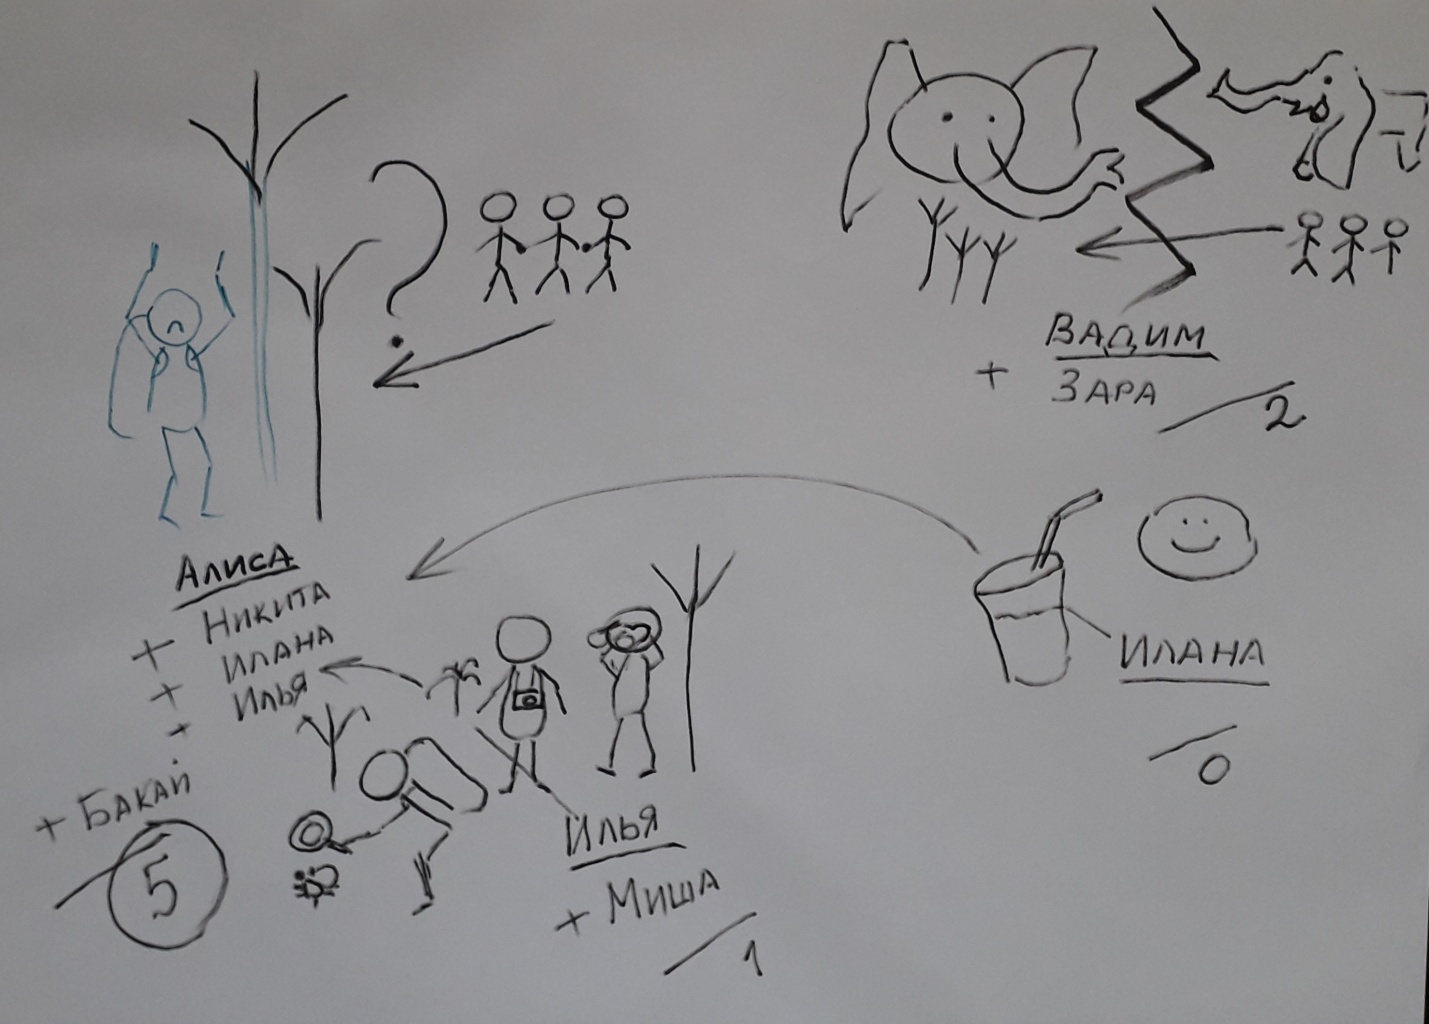 ?
Алиса
+ Никита
+ Илана
+ Илья
+ Бакай
5
Вадим
+ Зара
2
Илана
0
Илья
+ Миша
1